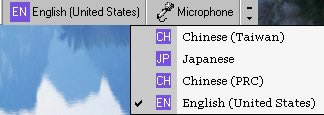 EN English (United States) Microphone
CH Chinese (Taiwan)
JP Japanese
CH Chinese (PRC)
EN English (United States)